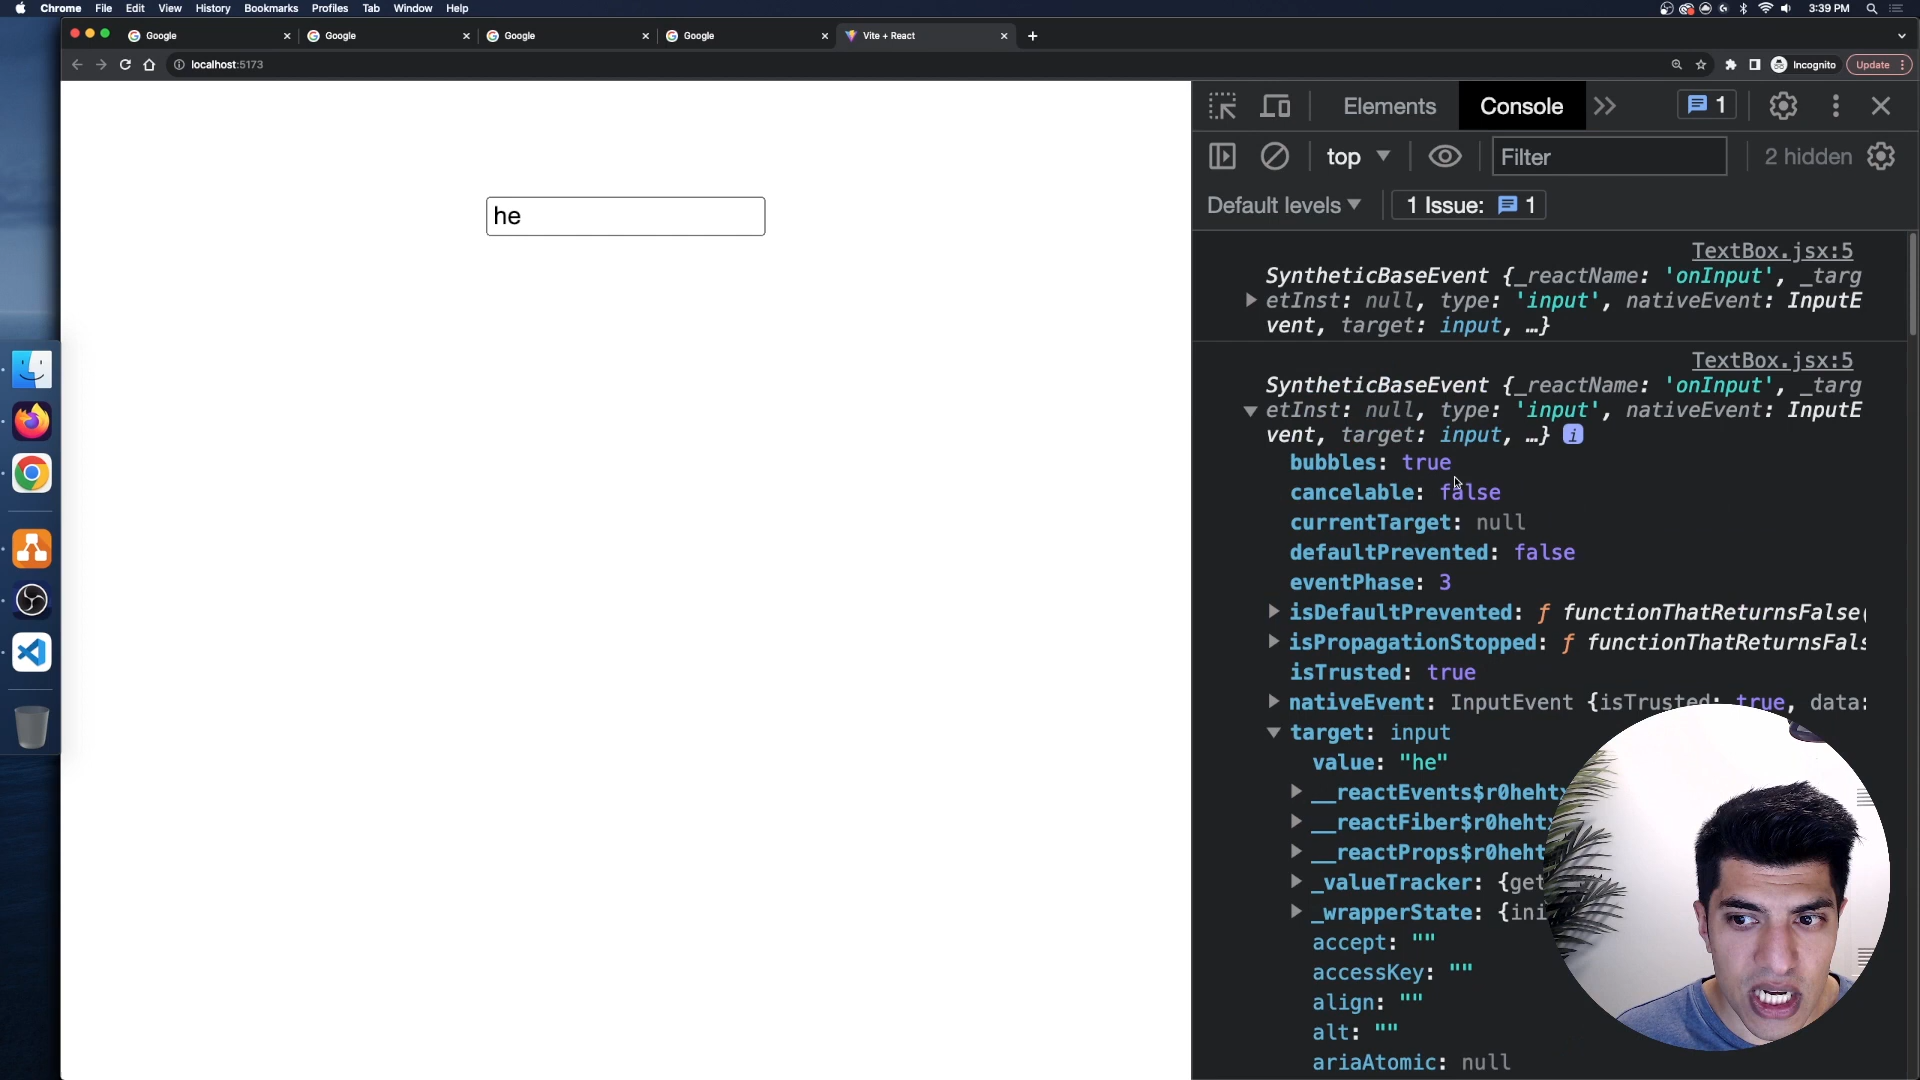 Chrome File Edit View History Bookmarks Profiles Tab Window Help 3:39 PM
Google Google Google Google Vite + React
localhost:5173 Incognito Update
Elements Console 1
top Filter 2 hidden
Default levels 1 Issue: 1
he
TextBox.jsx:5
SyntheticBaseEvent {_reactName: 'onInput', _targ
etInst: null, type: 'input', nativeEvent: InputE
vent, target: input, …}
TextBox.jsx:5
SyntheticBaseEvent {_reactName: 'onInput', _targ
etInst: null, type: 'input', nativeEvent: InputE
vent, target: input, …} i
bubbles: true
cancelable: false
currentTarget: null
defaultPrevented: false
eventPhase: 3
isDefaultPrevented: ƒ functionThatReturnsFalse(
isPropagationStopped: ƒ functionThatReturnsFals
isTrusted: true
nativeEvent: InputEvent {isTrusted: true, data:
target: input
value: "he"
__reactEvents$r0hehtx
__reactFiber$r0hehtx
__reactProps$r0heht
_valueTracker: {get
_wrapperState: {ini
accept: ""
accessKey: ""
align: ""
alt: ""
ariaAtomic: null